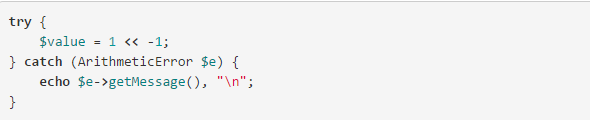 try {
    $value = 1 << -1;
} catch (ArithmeticError $e) {
    echo $e->getMessage(), "\n";
}